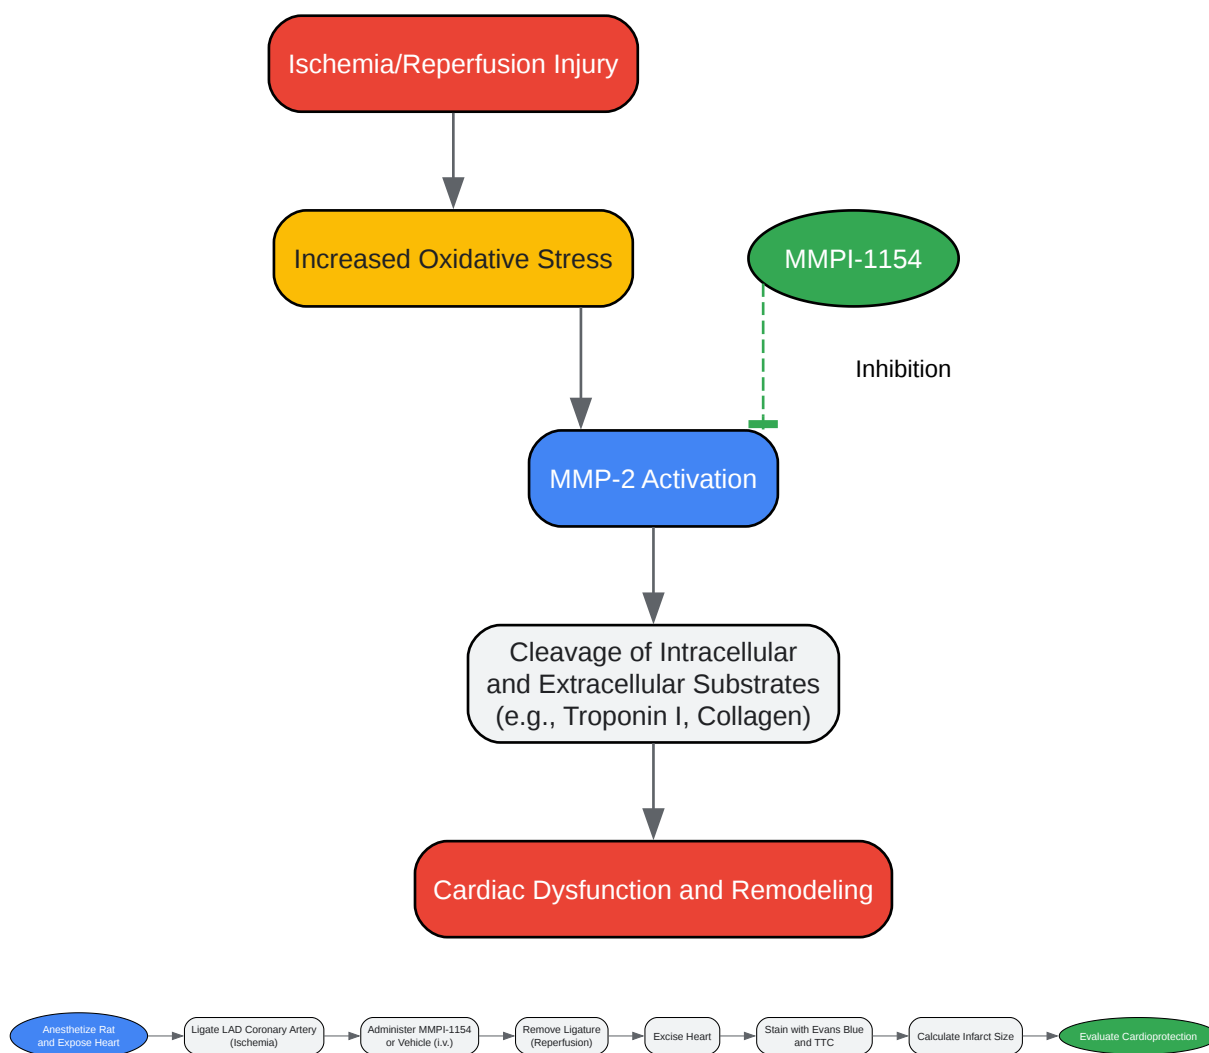 Ischemia/Reperfusion Injury
Increased Oxidative Stress
MMPI-1154
Inhibition
MMP-2 Activation
Cleavage of Intracellular
and Extracellular Substrates
(e.g., Troponin I, Collagen)
Cardiac Dysfunction and Remodeling
Anesthetize Rat
and Expose Heart
Ligate LAD Coronary Artery
(Ischemia)
Administer MMPI-1154
or Vehicle (i.v.)
Remove Ligature
(Reperfusion)
Excise Heart
Stain with Evans Blue
and TTC
Calculate Infarct Size
Evaluate Cardioprotection